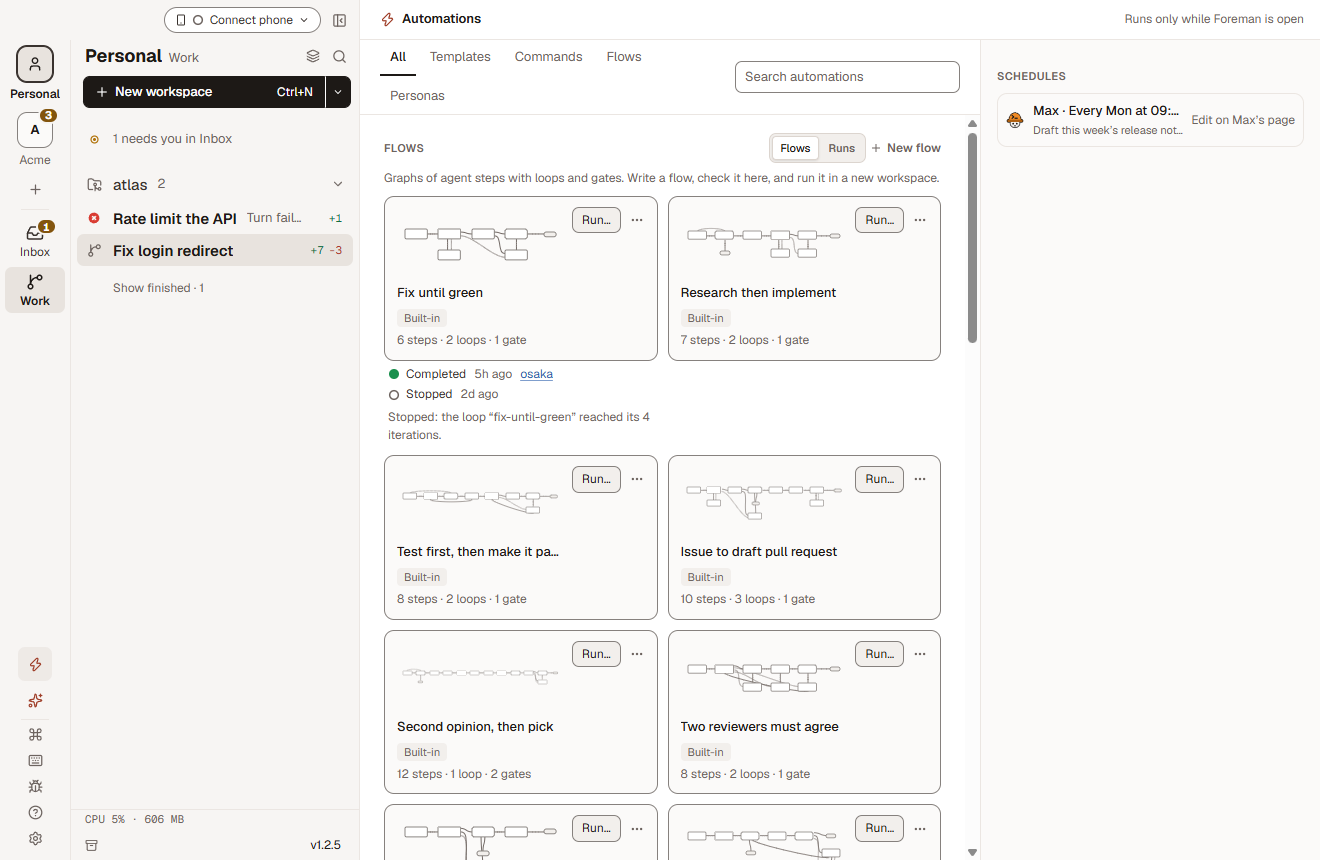 Connect phone
Automations
Runs only while Foreman is open
Personal
3
A
Acme
1
Inbox
Work
Personal Work
New workspace Ctrl+N
1 needs you in Inbox
atlas 2
Rate limit the API Turn fail... +1
Fix login redirect +7 -3
Show finished · 1
CPU 5% · 606 MB
v1.2.5
All Templates Commands Flows
Personas
Search automations
FLOWS
Flows Runs
New flow
Graphs of agent steps with loops and gates. Write a flow, check it here, and run it in a new workspace.
Run...
Fix until green
Built-in
6 steps · 2 loops · 1 gate
Run...
Research then implement
Built-in
7 steps · 2 loops · 1 gate
Completed 5h ago osaka
Stopped 2d ago
Stopped: the loop “fix-until-green” reached its 4
iterations.
Run...
Test first, then make it pa...
Built-in
8 steps · 2 loops · 1 gate
Run...
Issue to draft pull request
Built-in
10 steps · 3 loops · 1 gate
Run...
Second opinion, then pick
Built-in
12 steps · 1 loop · 2 gates
Run...
Two reviewers must agree
Built-in
8 steps · 2 loops · 1 gate
Run...
Run...
SCHEDULES
Max · Every Mon at 09:...
Draft this week’s release not...
Edit on Max’s page